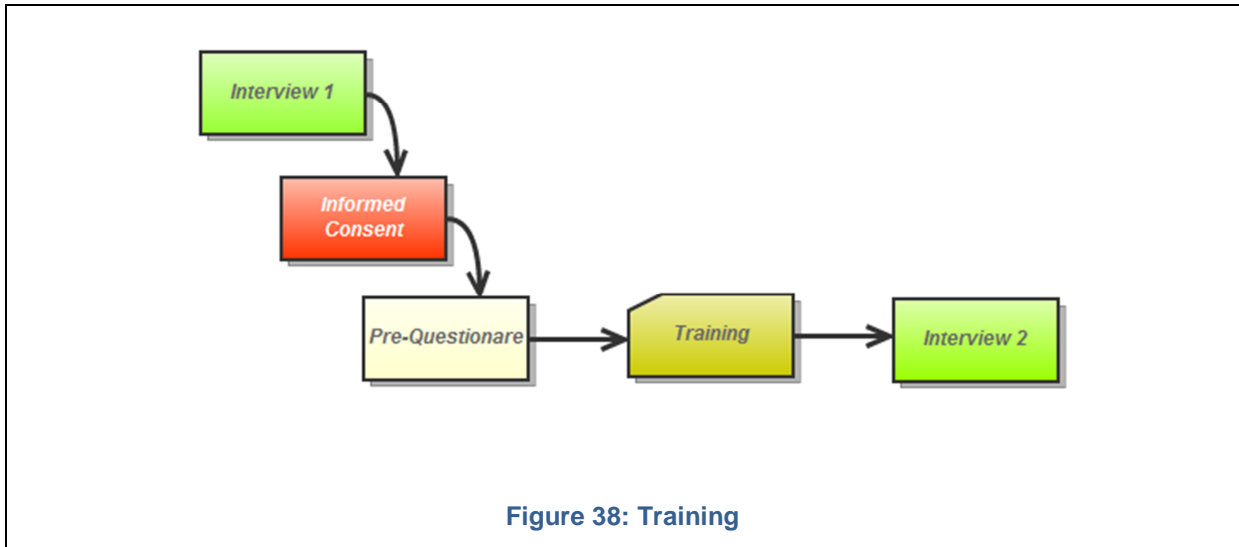 Interview 1
Informed
Consent
Pre-Questionare
Training
Interview 2
Figure 38: Training